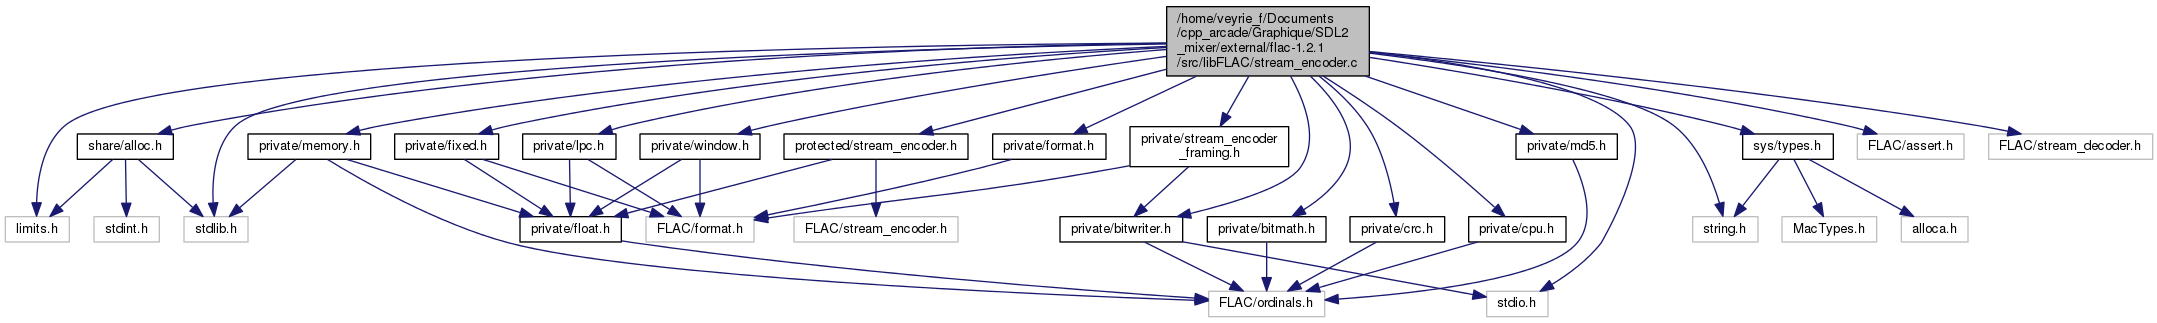 /home/veyrie_f/Documents
/cpp_arcade/Graphique/SDL2
_mixer/external/flac-1.2.1
/src/libFLAC/stream_encoder.c
share/alloc.h
private/memory.h
private/fixed.h
private/lpc.h
private/window.h
protected/stream_encoder.h
private/format.h
private/stream_encoder
_framing.h
private/md5.h
sys/types.h
FLAC/assert.h
FLAC/stream_decoder.h
limits.h
stdint.h
stdlib.h
private/float.h
FLAC/format.h
FLAC/stream_encoder.h
private/bitwriter.h
private/bitmath.h
private/crc.h
private/cpu.h
string.h
MacTypes.h
alloca.h
FLAC/ordinals.h
stdio.h